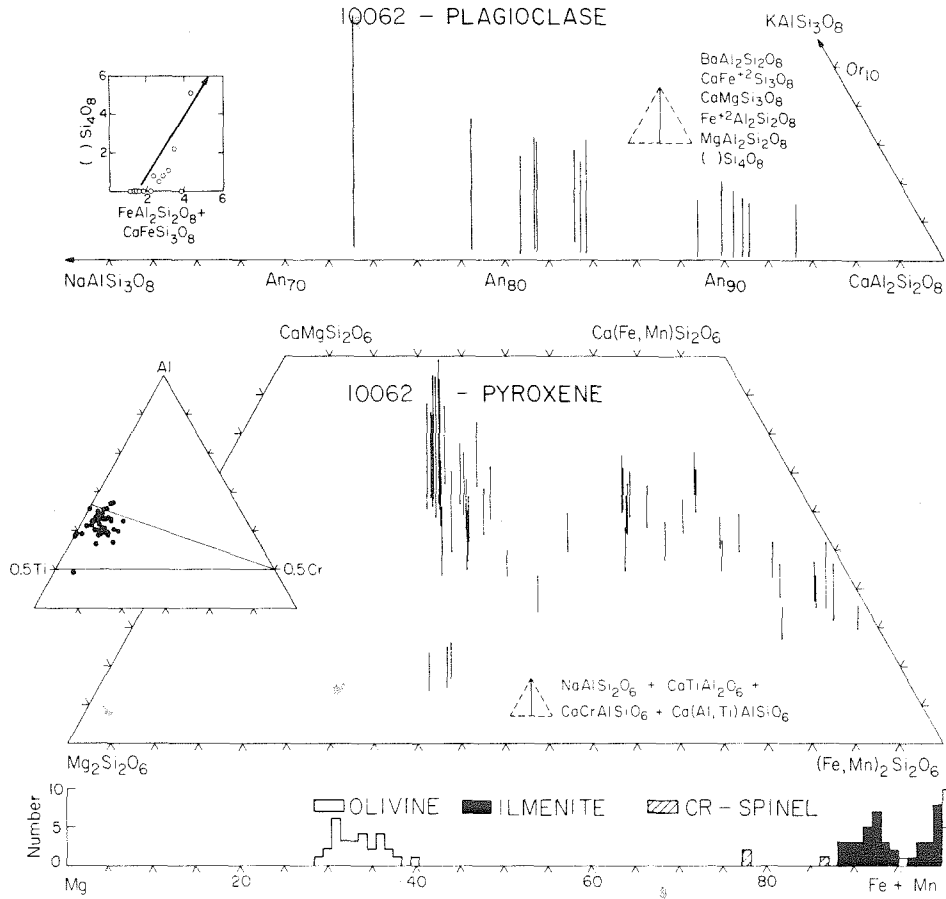 10062 – PLAGIOCLASE
KAlSi3O8
Or10
BaAl2Si2O8
CaFe+2Si3O8
CaMgSi3O8
Fe+2Al2Si2O8
MgAl2Si2O8
( )Si4O8
( ) Si4O8
6
4
2
2 4 6
FeAl2Si2O8+
CaFeSi3O8
NaAlSi3O8 An70 An80 An90 CaAl2Si2O8
CaMgSi2O6 Ca(Fe,Mn)Si2O6
10062 – PYROXENE
Al
0.5Ti 0.5Cr
NaAlSi2O6 + CaTiAl2O6 +
CaCrAlSiO6 + Ca(Al,Ti)AlSiO6
Mg2Si2O6 (Fe,Mn)2Si2O6
Number
10
5
0
OLIVINE ILMENITE CR – SPINEL
Mg 20 40 60 80 Fe + Mn